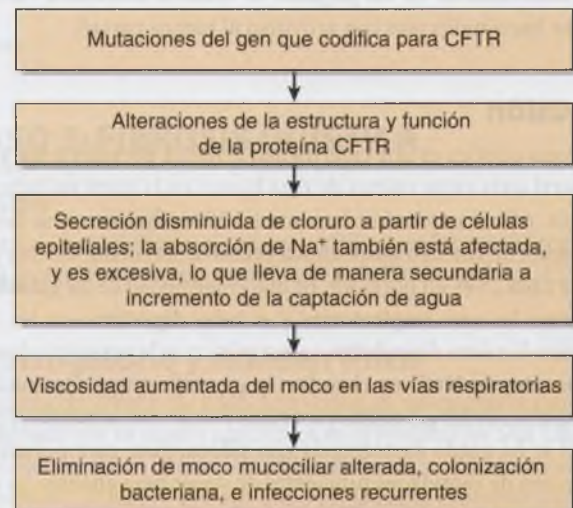 Mutaciones del gen que codifica para CFTR
Alteraciones de la estructura y función
de la proteína CFTR
Secreción disminuida de cloruro a partir de células
epiteliales; la absorción de Na⁺ también está afectada,
y es excesiva, lo que lleva de manera secundaria a
incremento de la captación de agua
Viscosidad aumentada del moco en las vías respiratorias
Eliminación de moco mucociliar alterada, colonización
bacteriana, e infecciones recurrentes